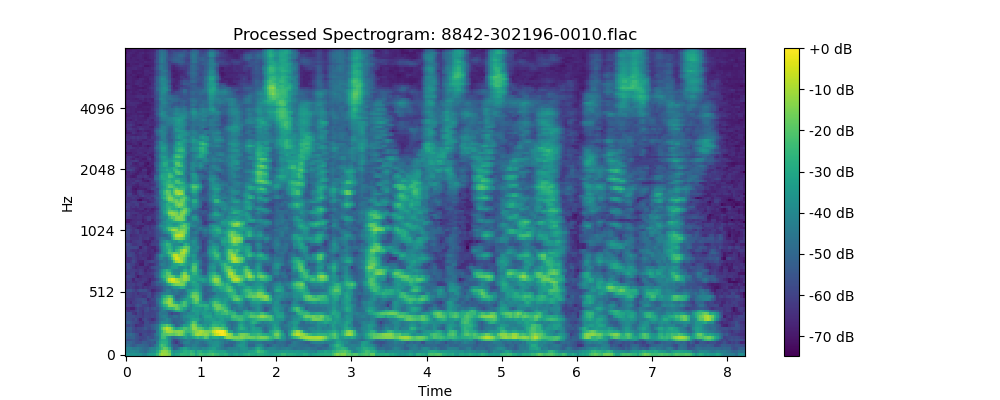 Processed Spectrogram: 8842-302196-0010.flac
Hz
4096
2048
1024
512
0
0 1 2 3 4 5 6 7 8
Time
+0 dB
-10 dB
-20 dB
-30 dB
-40 dB
-50 dB
-60 dB
-70 dB